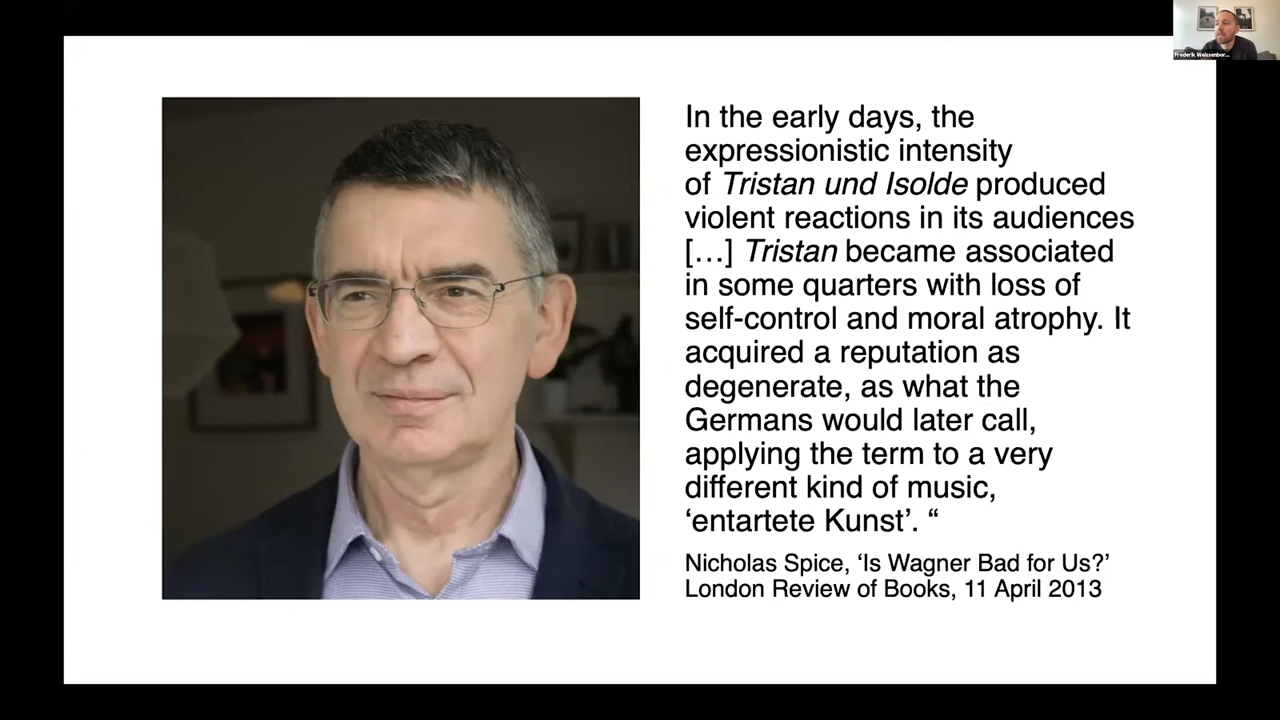 Frederik Weissenbor...
In the early days, the
expressionistic intensity
of Tristan und Isolde produced
violent reactions in its audiences
[…] Tristan became associated
in some quarters with loss of
self-control and moral atrophy. It
acquired a reputation as
degenerate, as what the
Germans would later call,
applying the term to a very
different kind of music,
‘entartete Kunst’. “
Nicholas Spice, ‘Is Wagner Bad for Us?’
London Review of Books, 11 April 2013